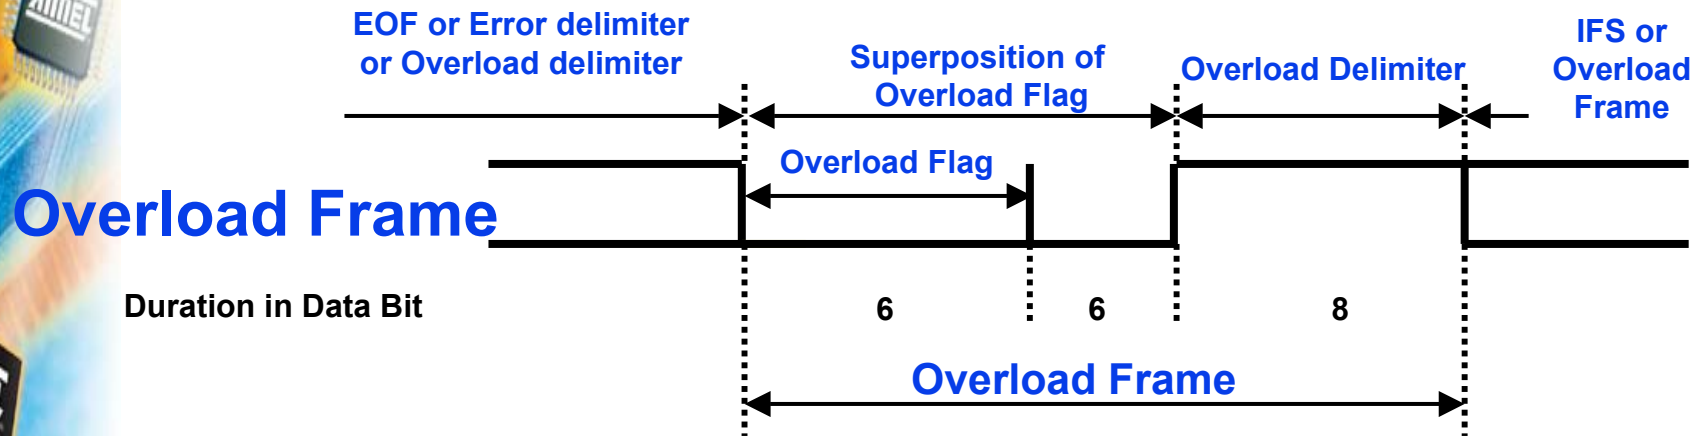 EOF or Error delimiter
or Overload delimiter
Superposition of
Overload Flag
Overload Delimiter
IFS or
Overload
Frame
Overload Flag
Overload Frame
Duration in Data Bit
6
6
8
Overload Frame